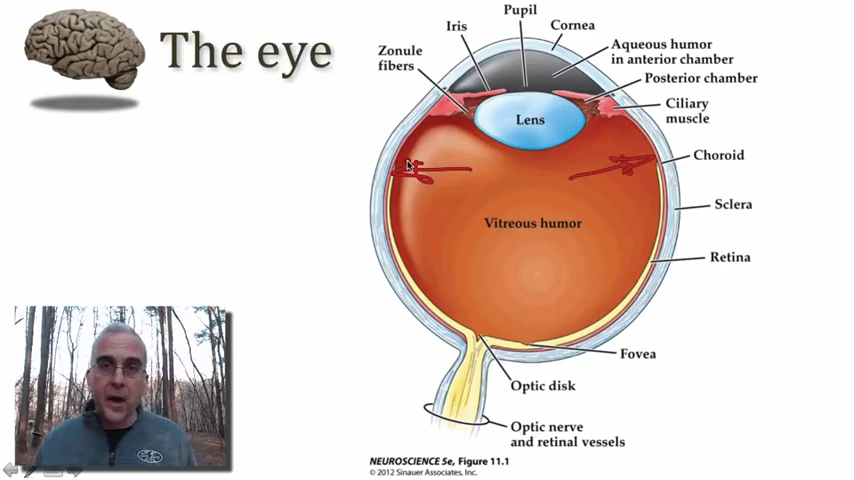 The eye
Pupil
Iris
Cornea
Zonule
fibers
Aqueous humor
in anterior chamber
Posterior chamber
Ciliary
muscle
Lens
Choroid
Sclera
Vitreous humor
Retina
Fovea
Optic disk
Optic nerve
and retinal vessels
NEUROSCIENCE 5e, Figure 11.1
© 2012 Sinauer Associates, Inc.